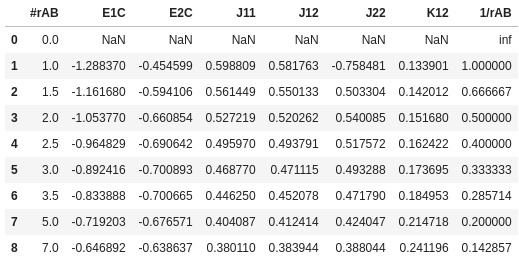 #rAB E1C E2C J11 J12 J22 K12 1/rAB
0 0.0 NaN NaN NaN NaN NaN NaN inf
1 1.0 -1.288370 -0.454599 0.598809 0.581763 -0.758481 0.133901 1.000000
2 1.5 -1.161680 -0.594106 0.561449 0.550133 0.503304 0.142012 0.666667
3 2.0 -1.053770 -0.660854 0.527219 0.520262 0.540085 0.151680 0.500000
4 2.5 -0.964829 -0.690642 0.495970 0.493791 0.517572 0.162422 0.400000
5 3.0 -0.892416 -0.700893 0.468770 0.471115 0.493288 0.173695 0.333333
6 3.5 -0.833888 -0.700665 0.446250 0.452078 0.471790 0.184953 0.285714
7 5.0 -0.719203 -0.676571 0.404087 0.412414 0.424047 0.214718 0.200000
8 7.0 -0.646892 -0.638637 0.380110 0.383944 0.388044 0.241196 0.142857